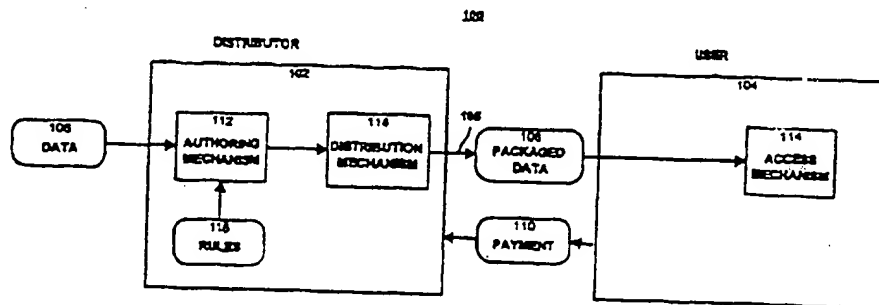 100
DISTRIBUTOR
USER
102
104
106
DATA
112
AUTHORING
MECHANISM
114
DISTRIBUTION
MECHANISM
105
108
PACKAGED
DATA
114
ACCESS
MECHANISM
116
RULES
110
PAYMENT